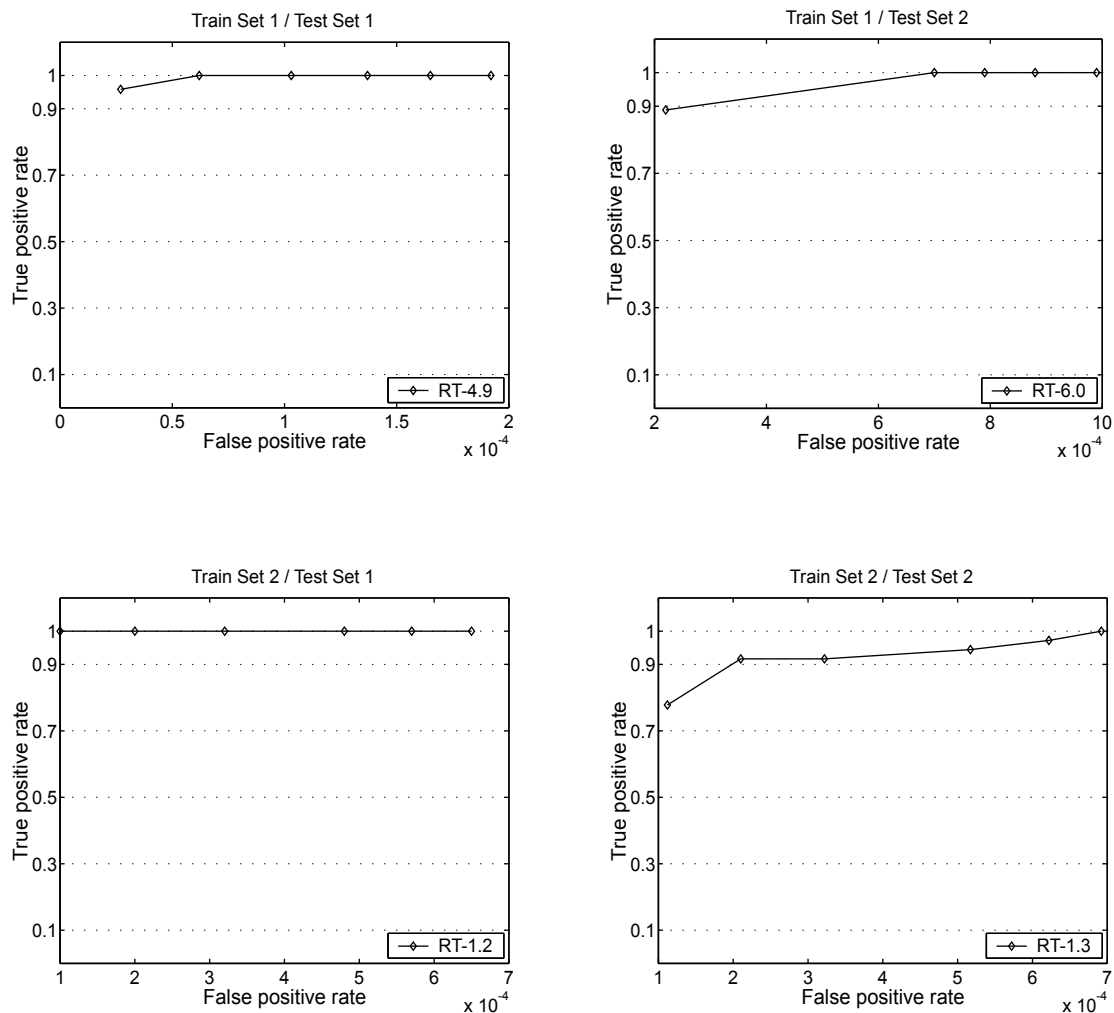 Train Set 1 / Test Set 1
1
0.9
0.7
0.5
0.3
0.1
True positive rate
RT-4.9
0
0.5
1
1.5
2
False positive rate
x 10^-4
Train Set 1 / Test Set 2
1
0.9
0.7
0.5
0.3
0.1
True positive rate
RT-6.0
2
4
6
8
10
False positive rate
x 10^-4
Train Set 2 / Test Set 1
1
0.9
0.7
0.5
0.3
0.1
True positive rate
RT-1.2
1
2
3
4
5
6
7
False positive rate
x 10^-4
Train Set 2 / Test Set 2
1
0.9
0.7
0.5
0.3
0.1
True positive rate
RT-1.3
1
2
3
4
5
6
7
False positive rate
x 10^-4